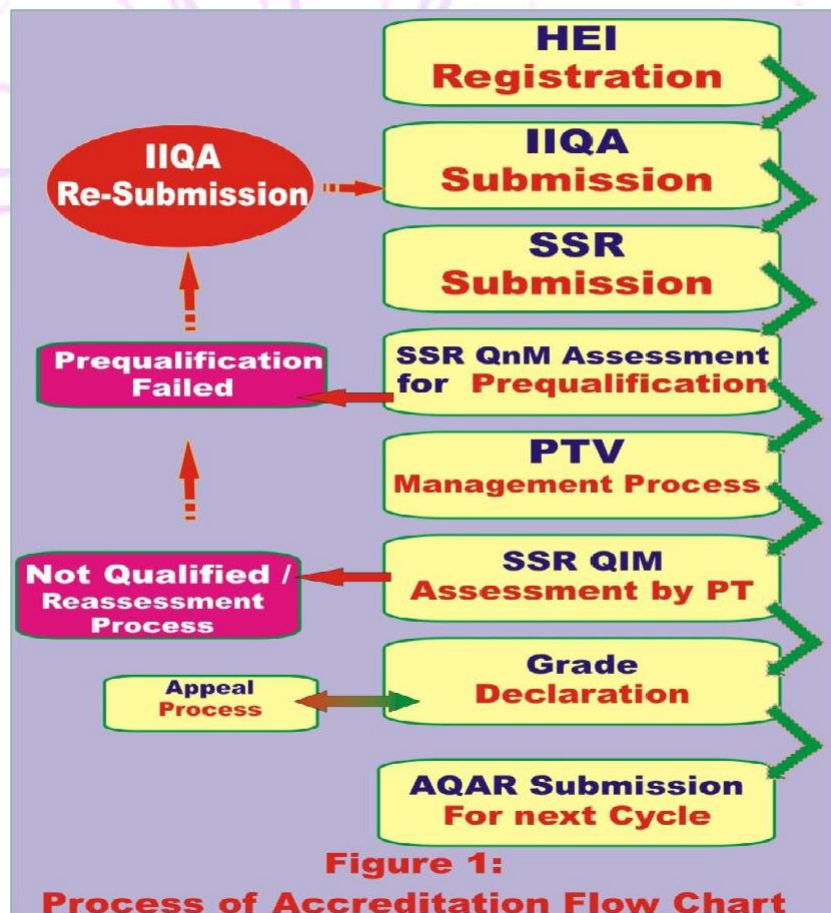 HEI
Registration
IIQA
Submission
IIQA
Re-Submission
SSR
Submission
SSR QnM Assessment
for Prequalification
Prequalification
Failed
PTV
Management Process
SSR QIM
Assessment by PT
Not Qualified /
Reassessment
Process
Grade
Declaration
Appeal
Process
AQAR Submission
For next Cycle
Figure 1:
Process of Accreditation Flow Chart